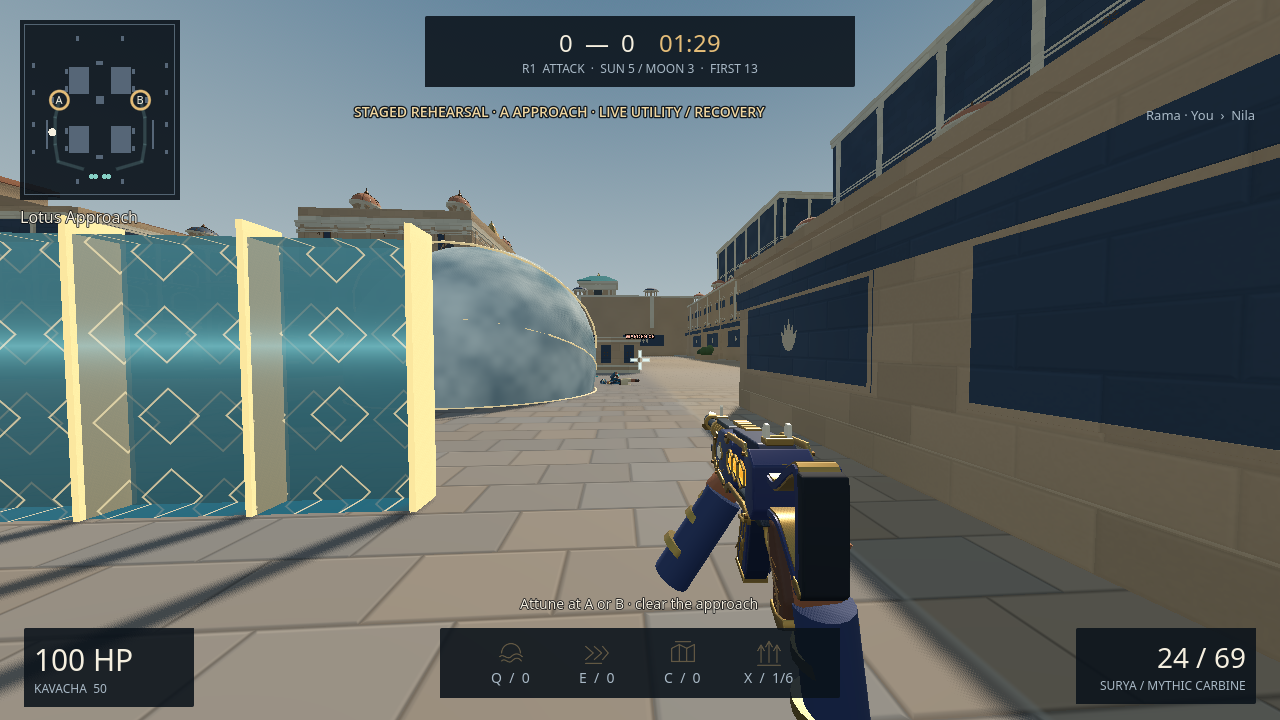 0 — 0 01:29
R1 ATTACK · SUN 5 / MOON 3 · FIRST 13
STAGED REHEARSAL · A APPROACH · LIVE UTILITY / RECOVERY
Rama · You › Nila
A
B
Lotus Approach
Attune at A or B · clear the approach
100 HP
KAVACHA 50
Q / 0
E / 0
C / 0
X / 1/6
24 / 69
SURYA / MYTHIC CARBINE